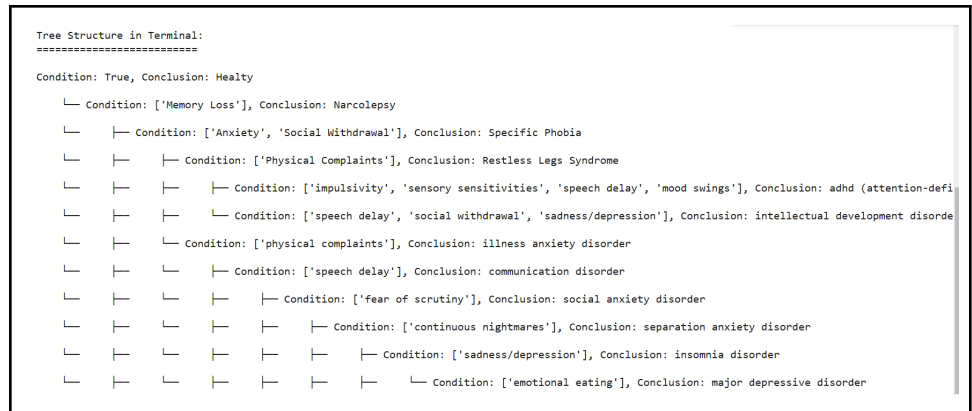 Tree Structure in Terminal:
==========================
Condition: True, Conclusion: Healty
└── Condition: ['Memory Loss'], Conclusion: Narcolepsy
└── ├── Condition: ['Anxiety', 'Social Withdrawal'], Conclusion: Specific Phobia
└── ├── ├── Condition: ['Physical Complaints'], Conclusion: Restless Legs Syndrome
└── ├── ├── ├── Condition: ['impulsivity', 'sensory sensitivities', 'speech delay', 'mood swings'], Conclusion: adhd (attention-defi
└── ├── ├── └── Condition: ['speech delay', 'social withdrawal', 'sadness/depression'], Conclusion: intellectual development disorde
└── ├── └── Condition: ['physical complaints'], Conclusion: illness anxiety disorder
└── ├── └── ├── Condition: ['speech delay'], Conclusion: communication disorder
└── ├── └── ├── ├── Condition: ['fear of scrutiny'], Conclusion: social anxiety disorder
└── ├── └── ├── ├── ├── Condition: ['continuous nightmares'], Conclusion: separation anxiety disorder
└── ├── └── ├── ├── ├── ├── Condition: ['sadness/depression'], Conclusion: insomnia disorder
└── ├── └── ├── ├── ├── ├── └── Condition: ['emotional eating'], Conclusion: major depressive disorder